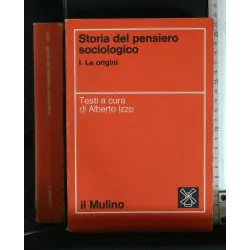 Storia del pensiero
sociologico
I. Le origini
Testi a cura
di Alberto Izzo
il Mulino